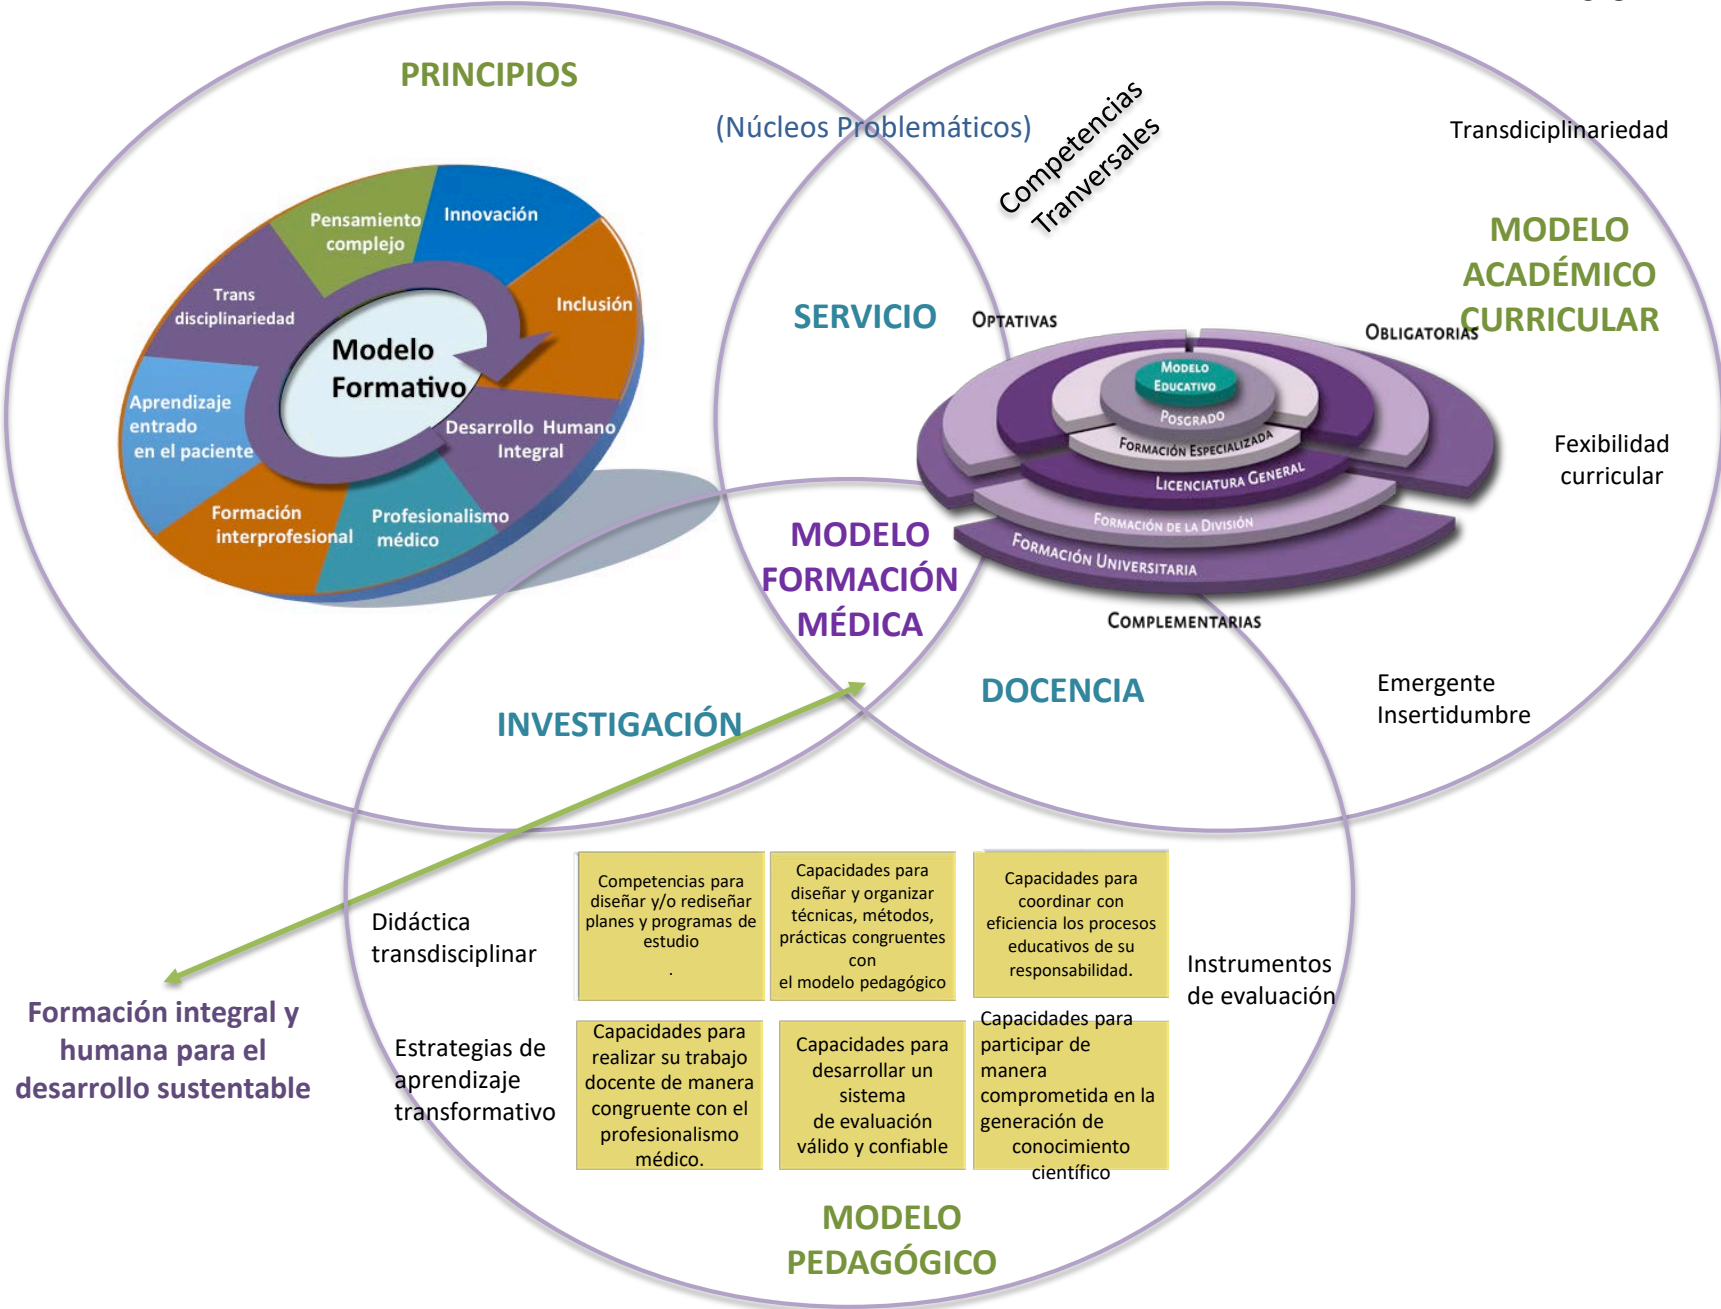 PRINCIPIOS
(Núcleos Problemáticos)
Competencias
Tranversales
Transdiciplinariedad
MODELO
ACADÉMICO
CURRICULAR
Pensamiento
complejo
Innovación
Trans
disciplinariedad
Inclusión
Modelo
Formativo
Aprendizaje
entrado
en el paciente
Desarrollo Humano
Integral
Formación
interprofesional
Profesionalismo
médico
SERVICIO
OPTATIVAS
OBLIGATORIAS
MODELO
EDUCATIVO
POSGRADO
FORMACIÓN ESPECIALIZADA
LICENCIATURA GENERAL
FORMACIÓN DE LA DIVISIÓN
FORMACIÓN UNIVERSITARIA
COMPLEMENTARIAS
Fexibilidad
curricular
MODELO
FORMACIÓN
MÉDICA
INVESTIGACIÓN
DOCENCIA
Emergente
Insertidumbre
Didáctica
transdisciplinar
Competencias para
diseñar y/o rediseñar
planes y programas de
estudio
.
Capacidades para
diseñar y organizar
técnicas, métodos,
prácticas congruentes
con
el modelo pedagógico
Capacidades para
coordinar con
eficiencia los procesos
educativos de su
responsabilidad.
Instrumentos
de evaluación
Formación integral y
humana para el
desarrollo sustentable
Estrategias de
aprendizaje
transformativo
Capacidades para
realizar su trabajo
docente de manera
congruente con el
profesionalismo
médico.
Capacidades para
desarrollar un
sistema
de evaluación
válido y confiable
Capacidades para
participar de
manera
comprometida en la
generación de
conocimiento
científico
MODELO
PEDAGÓGICO